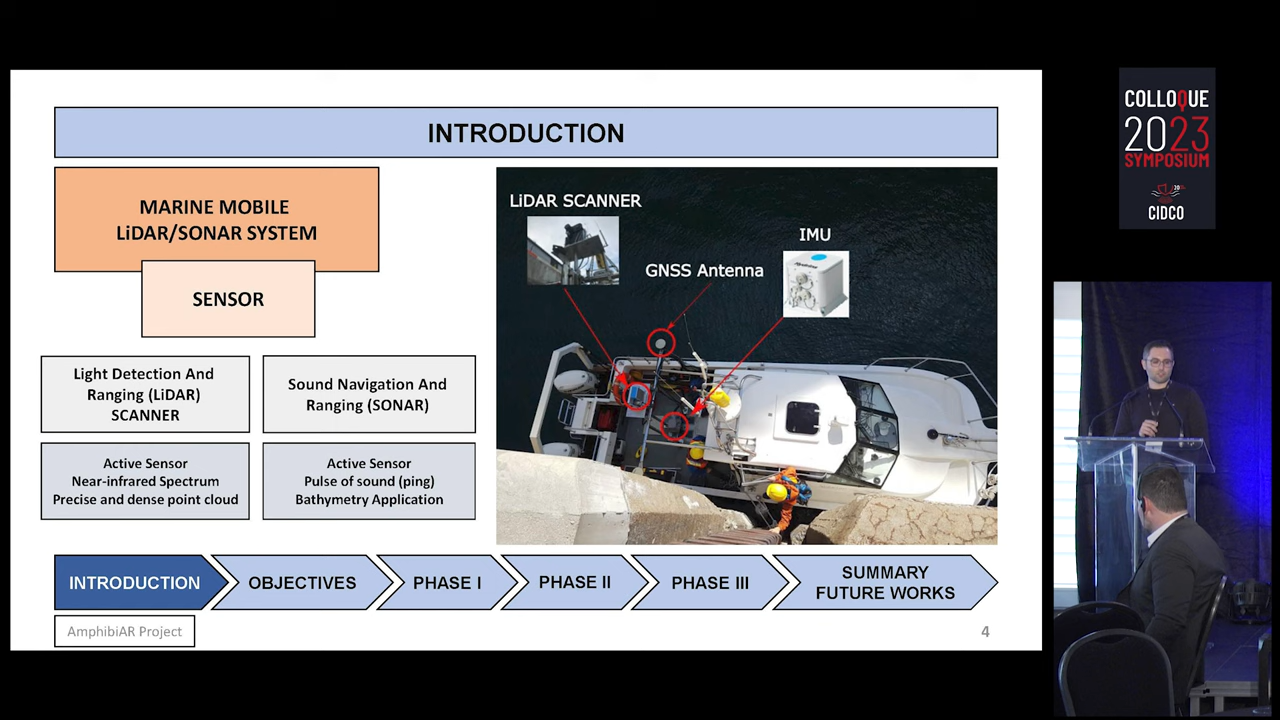 INTRODUCTION
MARINE MOBILE
LiDAR/SONAR SYSTEM
SENSOR
Light Detection And
Ranging (LiDAR)
SCANNER
Sound Navigation And
Ranging (SONAR)
Active Sensor
Near-infrared Spectrum
Precise and dense point cloud
Active Sensor
Pulse of sound (ping)
Bathymetry Application
LiDAR SCANNER
GNSS Antenna
IMU
INTRODUCTION
OBJECTIVES
PHASE I
PHASE II
PHASE III
SUMMARY
FUTURE WORKS
AmphibiAR Project
4
COLLOQUE
2023
SYMPOSIUM
CIDCO